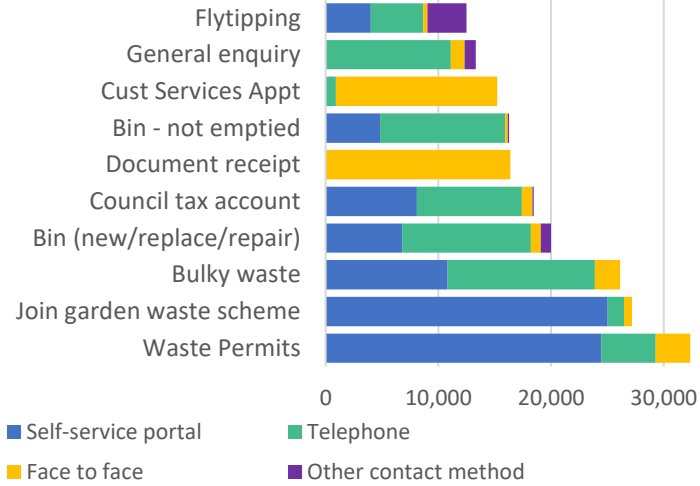 Flytipping
General enquiry
Cust Services Appt
Bin - not emptied
Document receipt
Council tax account
Bin (new/replace/repair)
Bulky waste
Join garden waste scheme
Waste Permits
0 10,000 20,000 30,000
Self-service portal Telephone
Face to face Other contact method